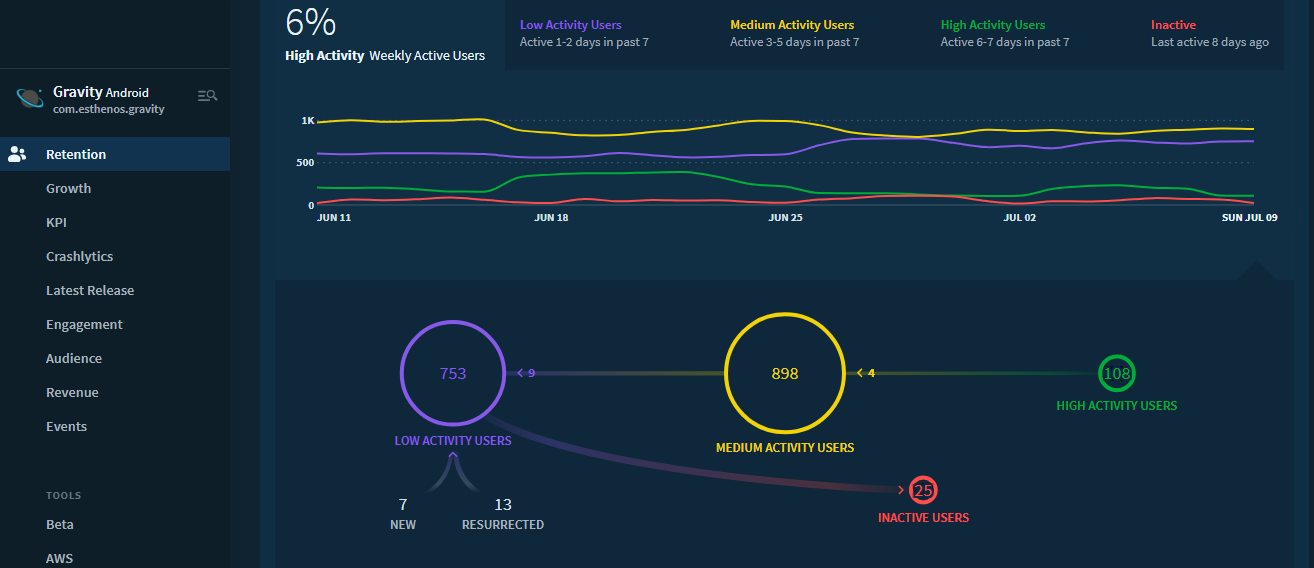 6%
High Activity Weekly Active Users
Low Activity Users
Active 1-2 days in past 7
Medium Activity Users
Active 3-5 days in past 7
High Activity Users
Active 6-7 days in past 7
Inactive
Last active 8 days ago
Gravity Android
com.esthenos.gravity
Retention
Growth
KPI
Crashlytics
Latest Release
Engagement
Audience
Revenue
Events
TOOLS
Beta
AWS
1K
500
0
JUN 11 JUN 18 JUN 25 JUL 02 SUN JUL 09
753 9 898 4 108
HIGH ACTIVITY USERS
LOW ACTIVITY USERS
MEDIUM ACTIVITY USERS
25
INACTIVE USERS
7 13
NEW RESURRECTED